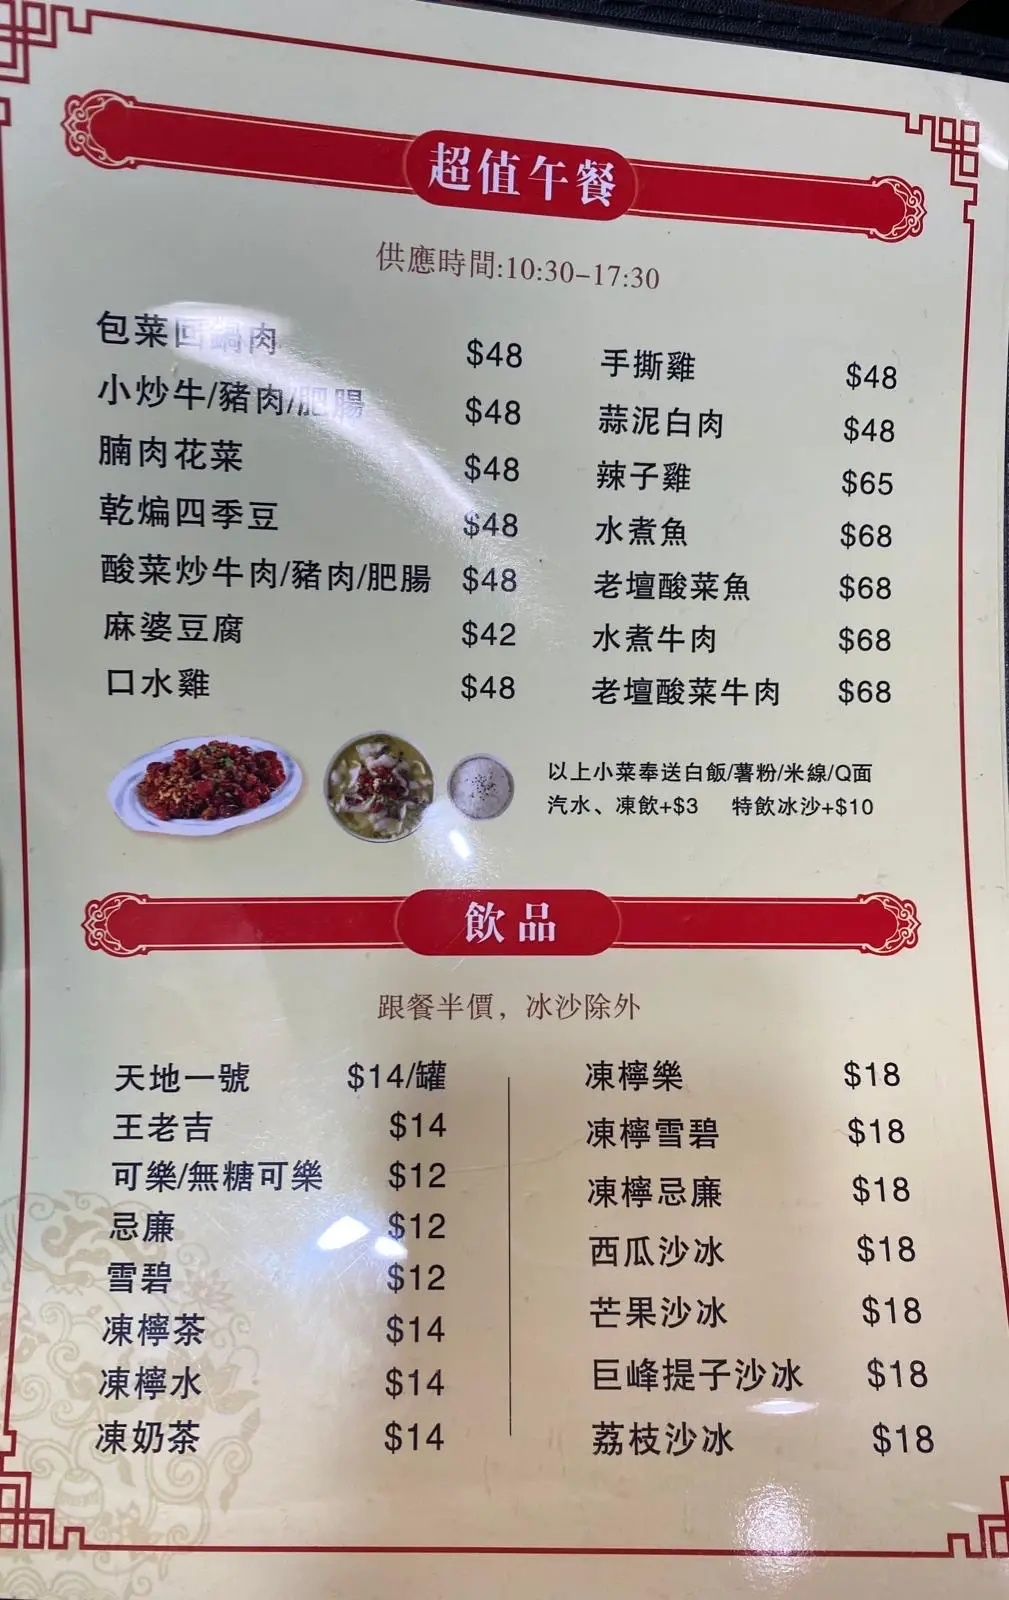 超值午餐
供應時間:10:30-17:30
包菜回鍋肉 $48
小炒牛/豬肉/肥腸 $48
腩肉花菜 $48
乾煸四季豆 $48
酸菜炒牛肉/豬肉/肥腸 $48
麻婆豆腐 $42
口水雞 $48
手撕雞 $48
蒜泥白肉 $48
辣子雞 $65
水煮魚 $68
老壇酸菜魚 $68
水煮牛肉 $68
老壇酸菜牛肉 $68
以上小菜奉送白飯/薯粉/米線/Q面
汽水、凍飲+$3 特飲冰沙+$10
飲品
跟餐半價，冰沙除外
天地一號 $14/罐
王老吉 $14
可樂/無糖可樂 $12
忌廉 $12
雪碧 $12
凍檸茶 $14
凍檸水 $14
凍奶茶 $14
凍檸樂 $18
凍檸雪碧 $18
凍檸忌廉 $18
西瓜沙冰 $18
芒果沙冰 $18
巨峰提子沙冰 $18
荔枝沙冰 $18